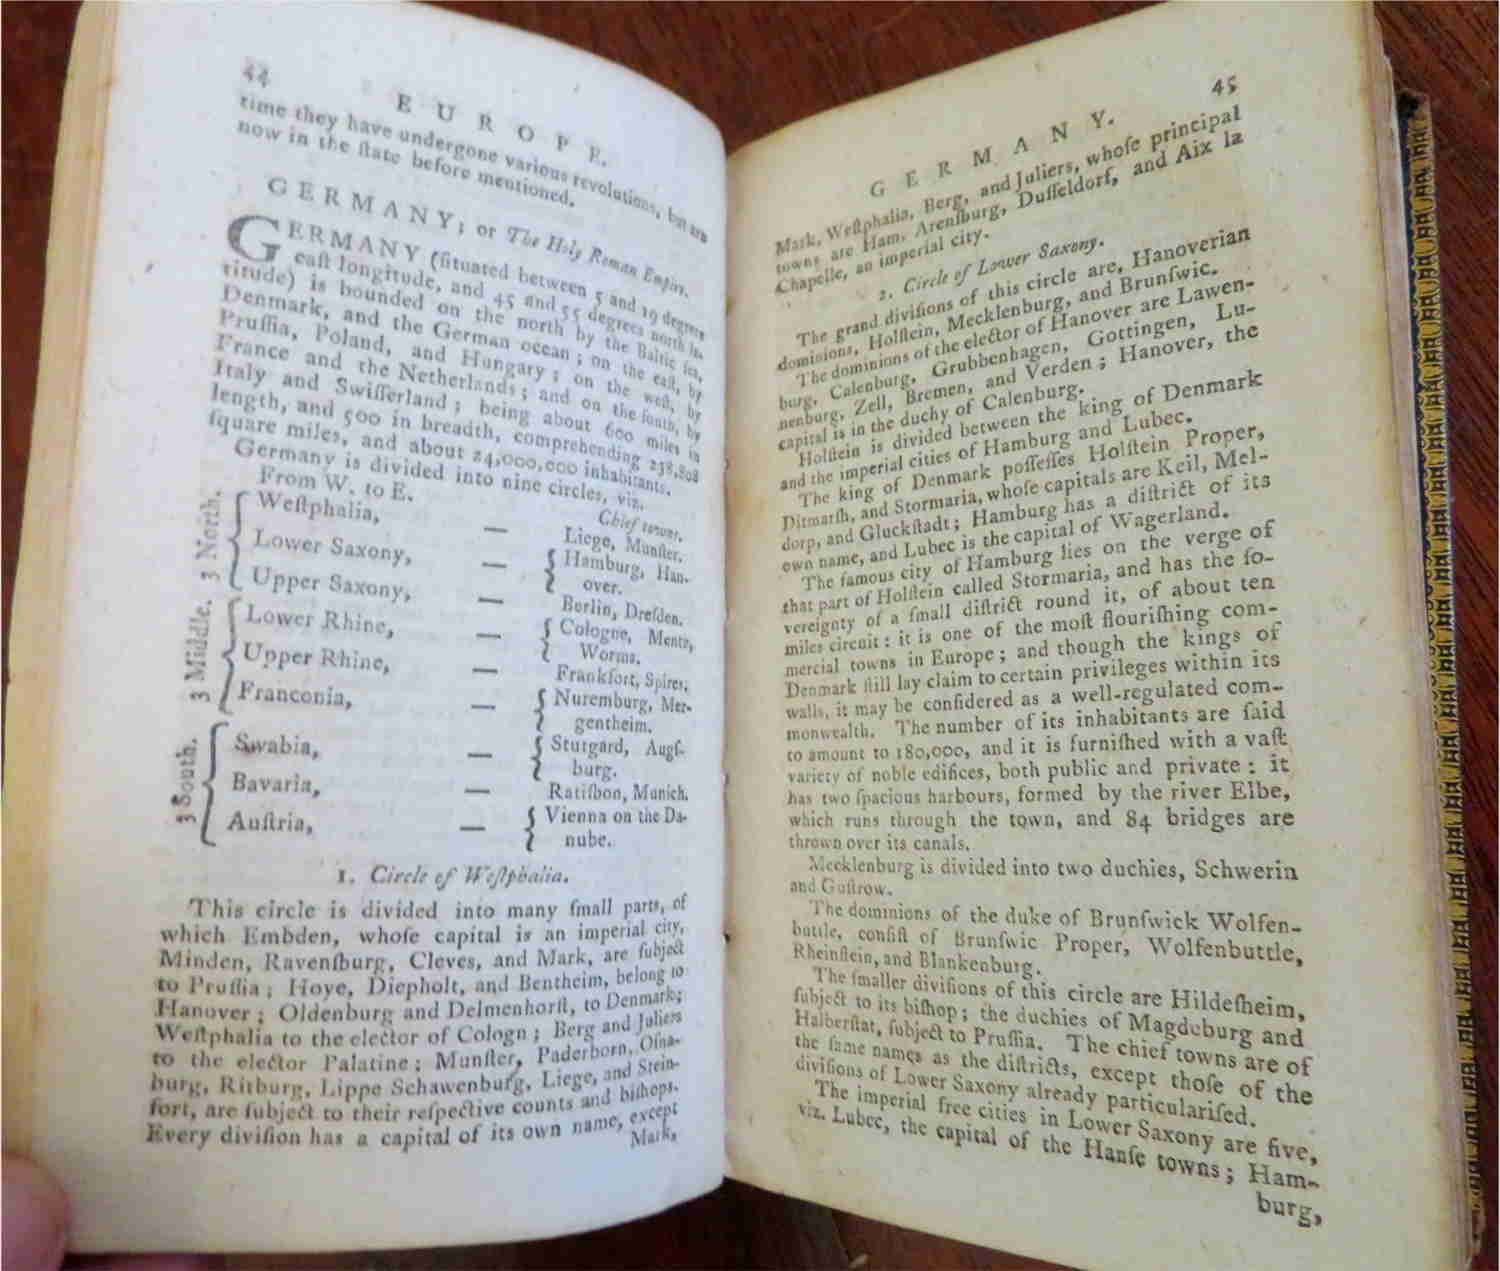 44
E U R O P E.
time they have undergone various revolutions, but are
now in the ſtate before mentioned.
G E R M A N Y; or The Holy Roman Empire.
GERMANY (ſituated between 5 and 19 degrees
eaſt longitude, and 45 and 55 degrees north la-
titude) is bounded on the north by the Baltic ſea,
Denmark, and the German ocean; on the eaſt, by
Pruſſia, Poland, and Hungary; on the weſt, by
France and the Netherlands; and on the ſouth, by
Italy and Swiſſerland; being about 600 miles in
length, and 500 in breadth, comprehending 238,808
ſquare miles, and about 24,000,000 inhabitants.
Germany is divided into nine circles, viz.
From W. to E.
Chief towns.
3 North.
Weſtphalia, — Liege, Munſter.
Lower Saxony, — { Hamburg, Han-
over.
Upper Saxony, — Berlin, Dreſden.
3 Middle.
Lower Rhine, — { Cologne, Mentz,
Worms.
Upper Rhine, — Frankfort, Spires.
Franconia, — { Nuremburg, Mer-
gentheim.
3 South.
Swabia, — { Stutgard, Augſ-
burg.
Bavaria, — Ratiſbon, Munich.
Auſtria, — { Vienna on the Da-
nube.
1. Circle of Weſtphalia.
This circle is divided into many ſmall parts, of
which Embden, whoſe capital is an imperial city,
Minden, Ravenſburg, Cleves, and Mark, are ſubject
to Pruſſia; Hoye, Diepholt, and Bentheim, belong to
Hanover; Oldenburg and Delmenhorſt, to Denmark;
Weſtphalia to the elector of Cologn; Berg and Juliers
to the elector Palatine; Munſter, Paderborn, Oſna-
burg, Ritburg, Lippe Schawenburg, Liege, and Stein-
fort, are ſubject to their reſpective counts and biſhops.
Every diviſion has a capital of its own name, except
Mark,
45
G E R M A N Y.
Mark, Weſtphalia, Berg, and Juliers, whoſe principal
towns are Ham, Arenſburg, Duſſeldorf, and Aix la
Chapelle, an imperial city.
2. Circle of Lower Saxony.
The grand diviſions of this circle are, Hanoverian
dominions, Holſtein, Mecklenburg, and Brunſwic.
The dominions of the elector of Hanover are Lawen-
burg, Calenburg, Grubbenhagen, Gottingen, Lu-
nenburg, Zell, Bremen, and Verden; Hanover, the
capital is in the duchy of Calenburg.
Holſtein is divided between the king of Denmark
and the imperial cities of Hamburg and Lubec.
The king of Denmark poſſeſſes Holſtein Proper,
Ditmarſh, and Stormaria, whoſe capitals are Keil, Mel-
dorp, and Gluckſtadt; Hamburg has a diſtrict of its
own name, and Lubec is the capital of Wagerland.
The famous city of Hamburg lies on the verge of
that part of Holſtein called Stormaria, and has the ſo-
vereignty of a ſmall diſtrict round it, of about ten
miles circuit: it is one of the moſt flouriſhing com-
mercial towns in Europe; and though the kings of
Denmark ſtill lay claim to certain privileges within its
walls, it may be conſidered as a well-regulated com-
monwealth. The number of its inhabitants are ſaid
to amount to 180,000, and it is furniſhed with a vaſt
variety of noble edifices, both public and private: it
has two ſpacious harbours, formed by the river Elbe,
which runs through the town, and 84 bridges are
thrown over its canals.
Mecklenburg is divided into two duchies, Schwerin
and Guſtrow.
The dominions of the duke of Brunſwick Wolfen-
buttle, conſiſt of Brunſwic Proper, Wolfenbuttle,
Rheinſtein, and Blankenburg.
The ſmaller diviſions of this circle are Hildeſheim,
ſubject to its biſhop; the duchies of Magdeburg and
Halberſtat, ſubject to Pruſſia. The chief towns are of
the ſame names as the diſtricts, except thoſe of the
diviſions of Lower Saxony already particulariſed.
The imperial free cities in Lower Saxony are five,
viz. Lubec, the capital of the Hanſe towns; Ham-
burg,